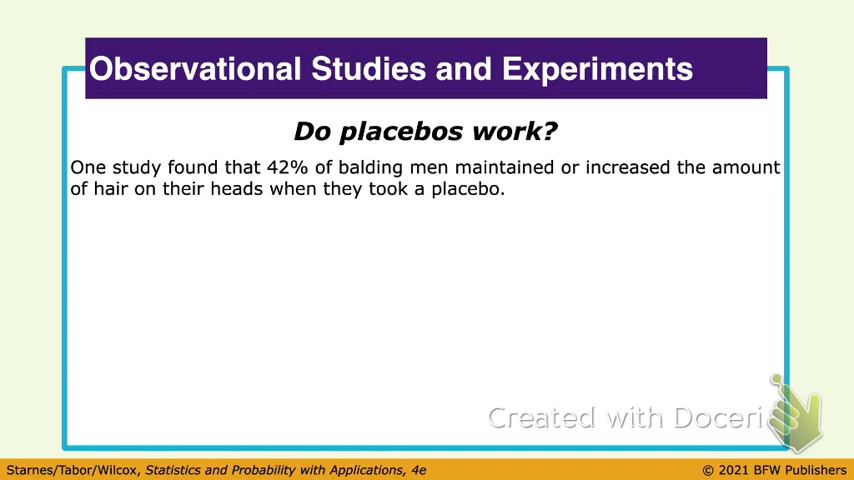 Observational Studies and Experiments
Do placebos work?
One study found that 42% of balding men maintained or increased the amount
of hair on their heads when they took a placebo.
Created with Doceri
Starnes/Tabor/Wilcox, Statistics and Probability with Applications, 4e
© 2021 BFW Publishers